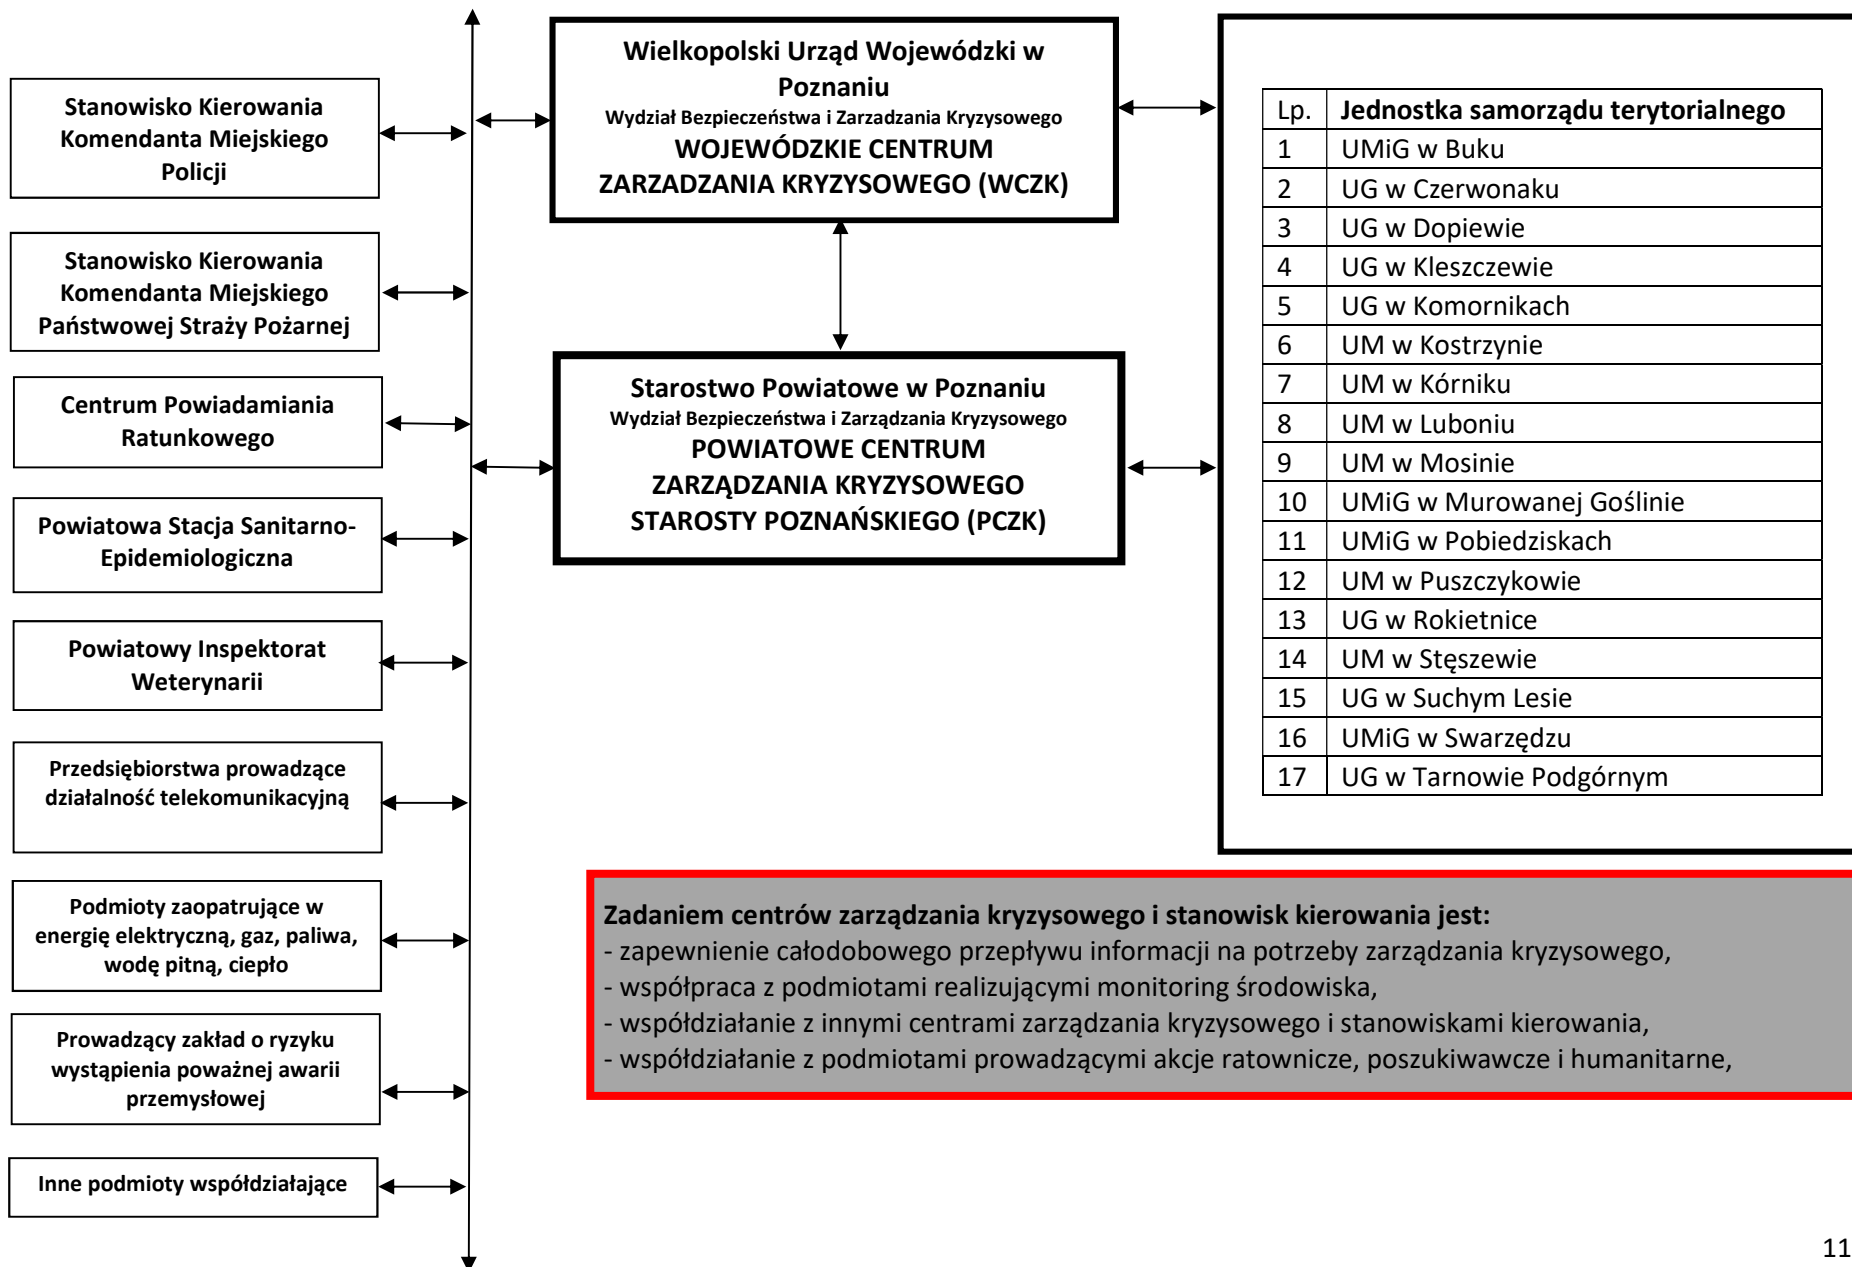 Stanowisko Kierowania
Komendanta Miejskiego
Policji
Stanowisko Kierowania
Komendanta Miejskiego
Państwowej Straży Pożarnej
Centrum Powiadamiania
Ratunkowego
Powiatowa Stacja Sanitarno-
Epidemiologiczna
Powiatowy Inspektorat
Weterynarii
Przedsiębiorstwa prowadzące
działalność telekomunikacyjną
Podmioty zaopatrujące w
energię elektryczną, gaz, paliwa,
wodę pitną, ciepło
Prowadzący zakład o ryzyku
wystąpienia poważnej awarii
przemysłowej
Inne podmioty współdziałające
Wielkopolski Urząd Wojewódzki w
Poznaniu
Wydział Bezpieczeństwa i Zarzadzania Kryzysowego
WOJEWÓDZKIE CENTRUM
ZARZADZANIA KRYZYSOWEGO (WCZK)
Starostwo Powiatowe w Poznaniu
Wydział Bezpieczeństwa i Zarządzania Kryzysowego
POWIATOWE CENTRUM
ZARZĄDZANIA KRYZYSOWEGO
STAROSTY POZNAŃSKIEGO (PCZK)
Lp. Jednostka samorządu terytorialnego
1 UMiG w Buku
2 UG w Czerwonaku
3 UG w Dopiewie
4 UG w Kleszczewie
5 UG w Komornikach
6 UM w Kostrzynie
7 UM w Kórniku
8 UM w Luboniu
9 UM w Mosinie
10 UMiG w Murowanej Goślinie
11 UMiG w Pobiedziskach
12 UM w Puszczykowie
13 UG w Rokietnice
14 UM w Stęszewie
15 UG w Suchym Lesie
16 UMiG w Swarzędzu
17 UG w Tarnowie Podgórnym
Zadaniem centrów zarządzania kryzysowego i stanowisk kierowania jest:
- zapewnienie całodobowego przepływu informacji na potrzeby zarządzania kryzysowego,
- współpraca z podmiotami realizującymi monitoring środowiska,
- współdziałanie z innymi centrami zarządzania kryzysowego i stanowiskami kierowania,
- współdziałanie z podmiotami prowadzącymi akcje ratownicze, poszukiwawcze i humanitarne,
11